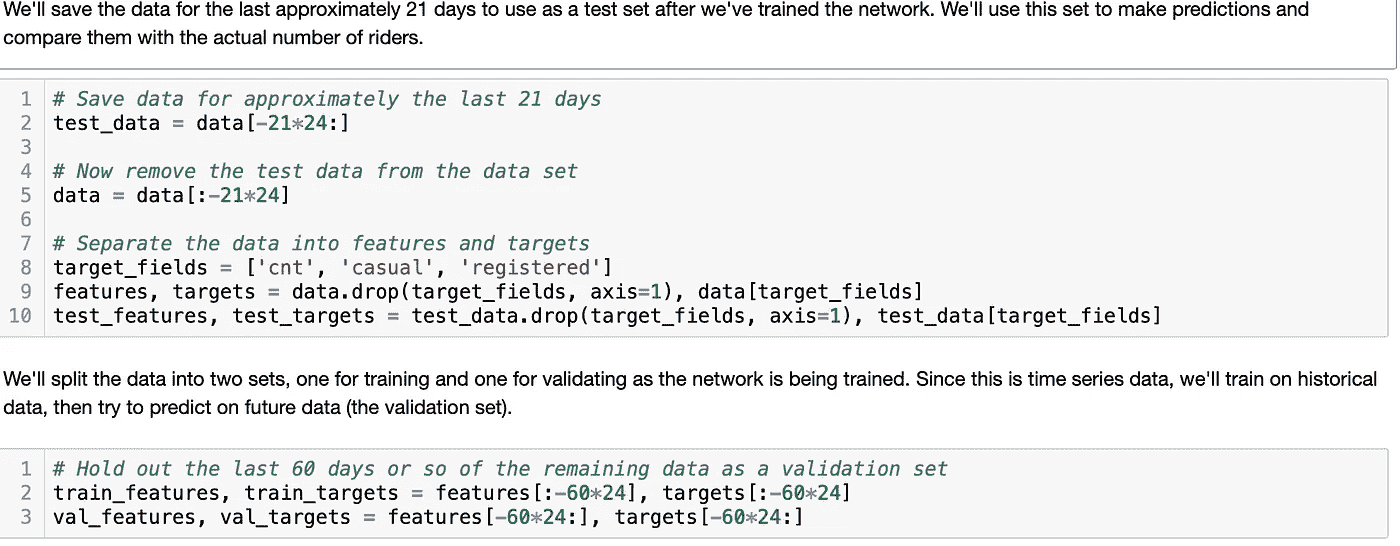 We'll save the data for the last approximately 21 days to use as a test set after we've trained the network. We'll use this set to make predictions and
compare them with the actual number of riders.
1 # Save data for approximately the last 21 days
2 test_data = data[-21*24:]
3
4 # Now remove the test data from the data set
5 data = data[:-21*24]
6
7 # Separate the data into features and targets
8 target_fields = ['cnt', 'casual', 'registered']
9 features, targets = data.drop(target_fields, axis=1), data[target_fields]
10 test_features, test_targets = test_data.drop(target_fields, axis=1), test_data[target_fields]
We'll split the data into two sets, one for training and one for validating as the network is being trained. Since this is time series data, we'll train on historical
data, then try to predict on future data (the validation set).
1 # Hold out the last 60 days or so of the remaining data as a validation set
2 train_features, train_targets = features[:-60*24], targets[:-60*24]
3 val_features, val_targets = features[-60*24:], targets[-60*24:]